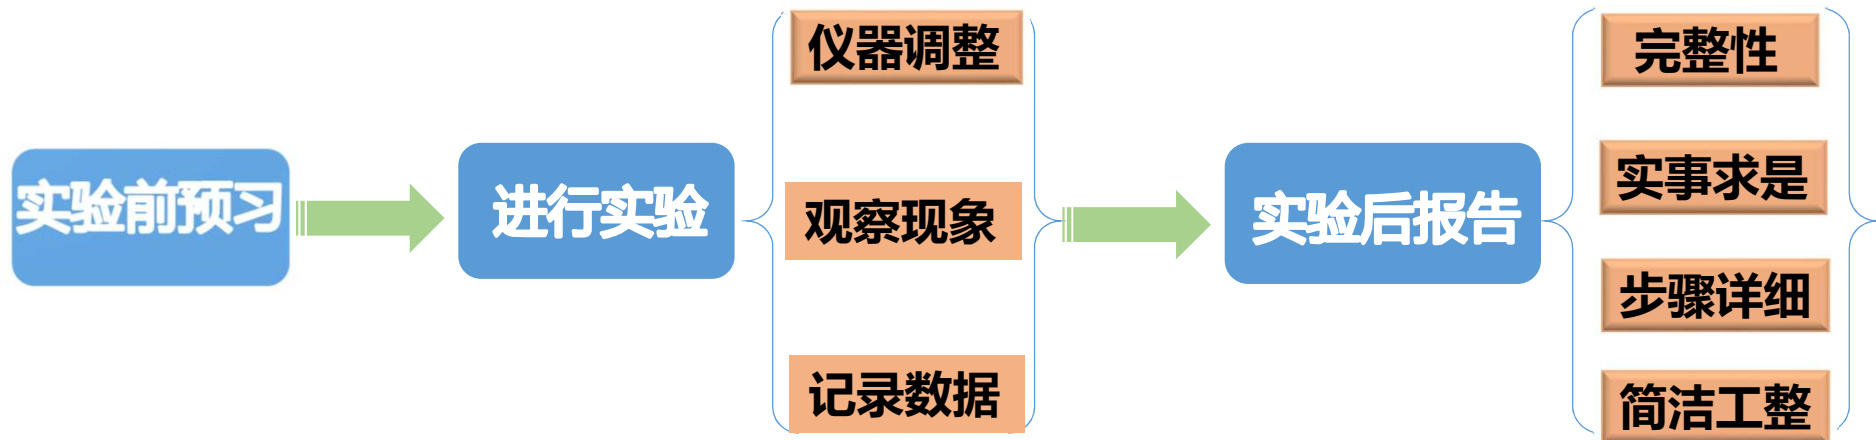 实验前预习
进行实验
仪器调整
观察现象
记录数据
实验后报告
完整性
实事求是
步骤详细
简洁工整